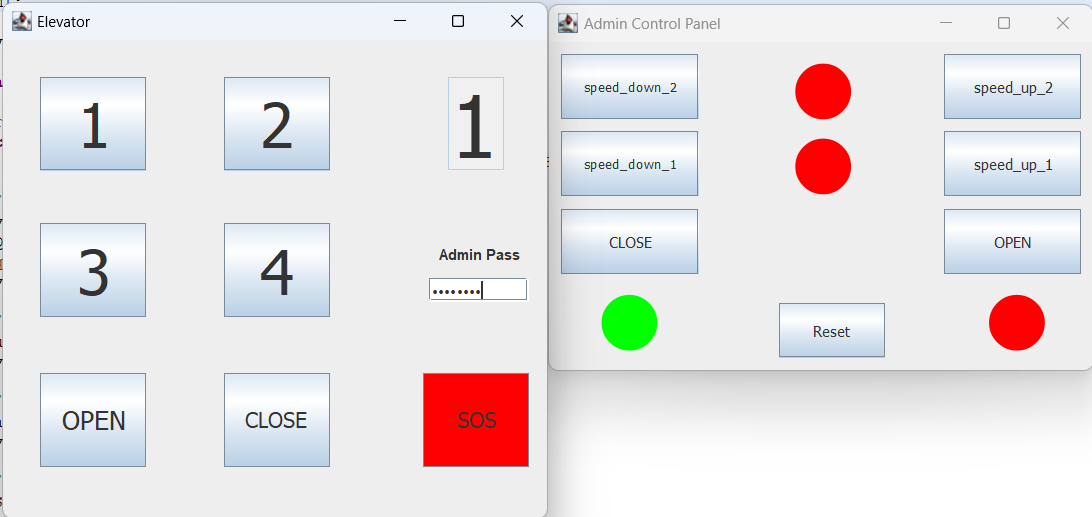 Elevator
1
2
1
3
4
Admin Pass
••••••••
OPEN
CLOSE
SOS
Admin Control Panel
speed_down_2
speed_up_2
speed_down_1
speed_up_1
CLOSE
OPEN
Reset